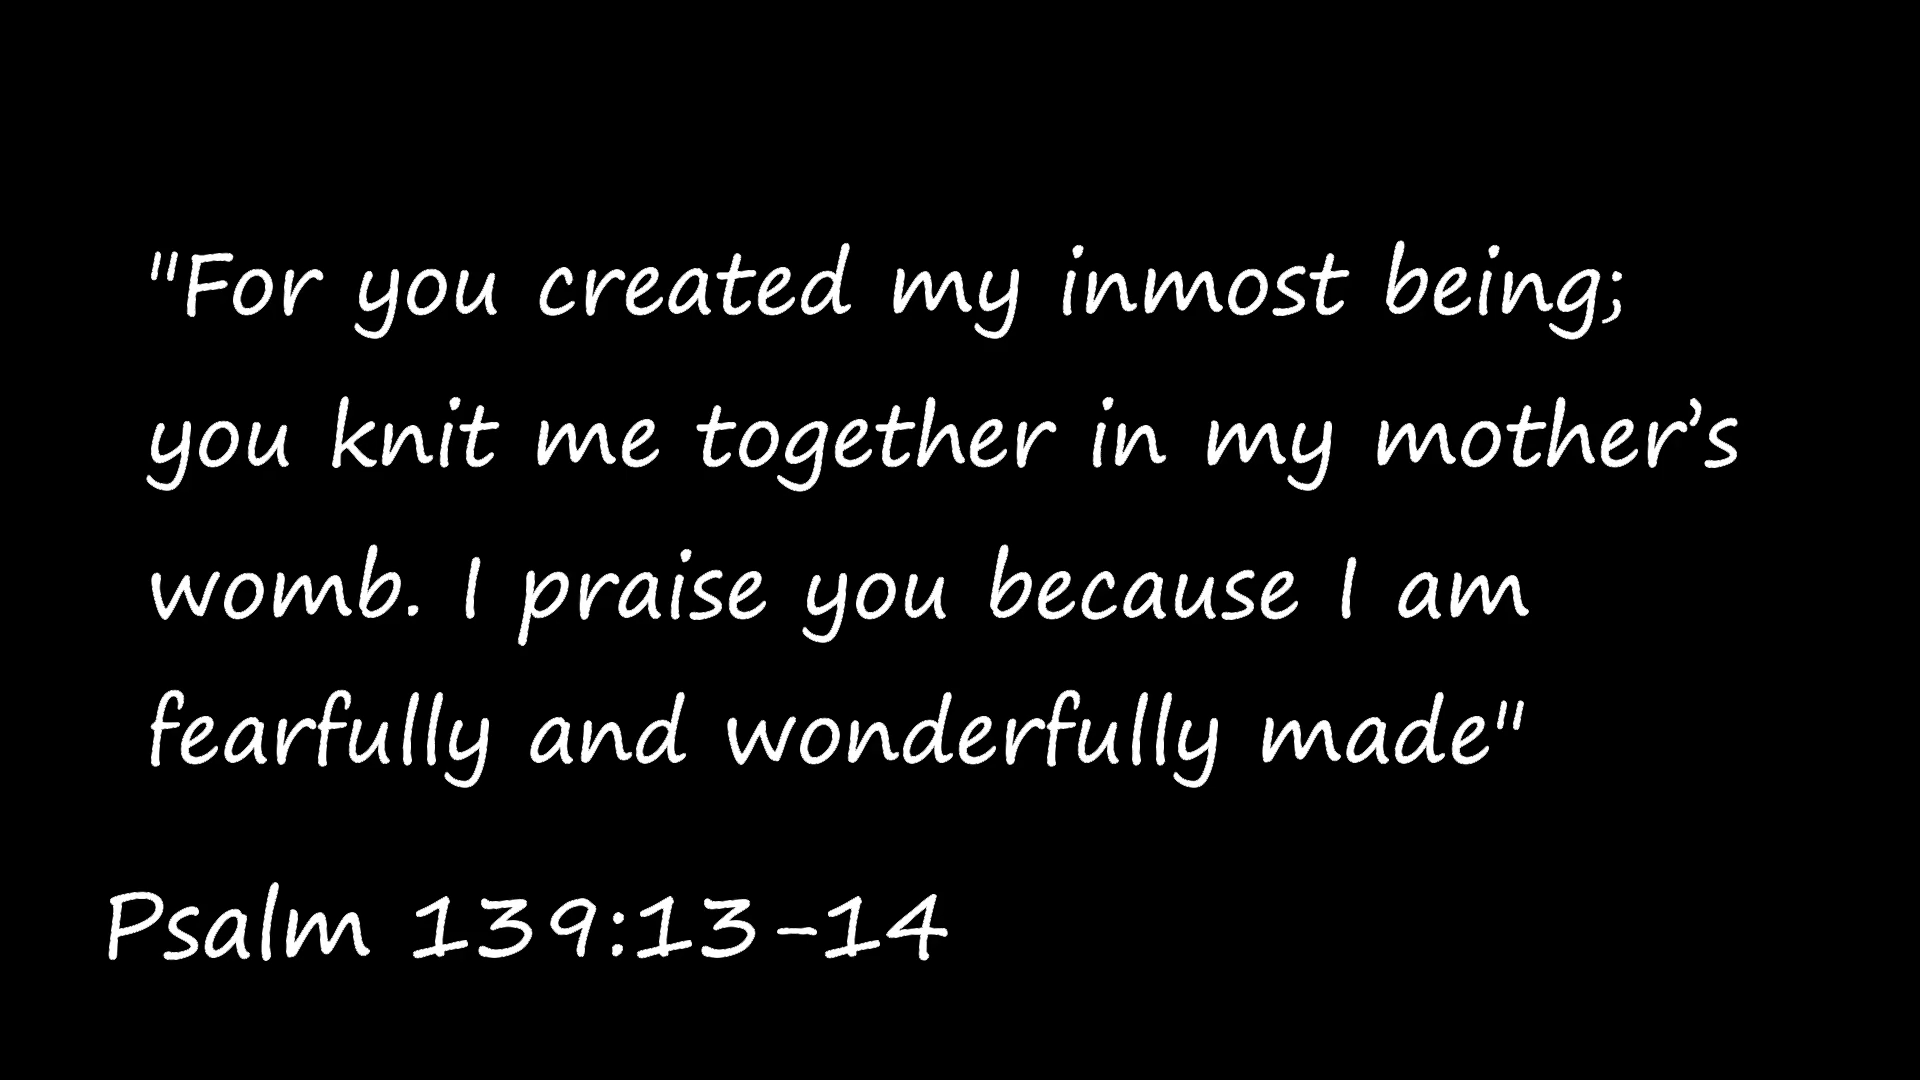 "For you created my inmost being;
you knit me together in my mother’s
womb. I praise you because I am
fearfully and wonderfully made"
Psalm 139:13-14